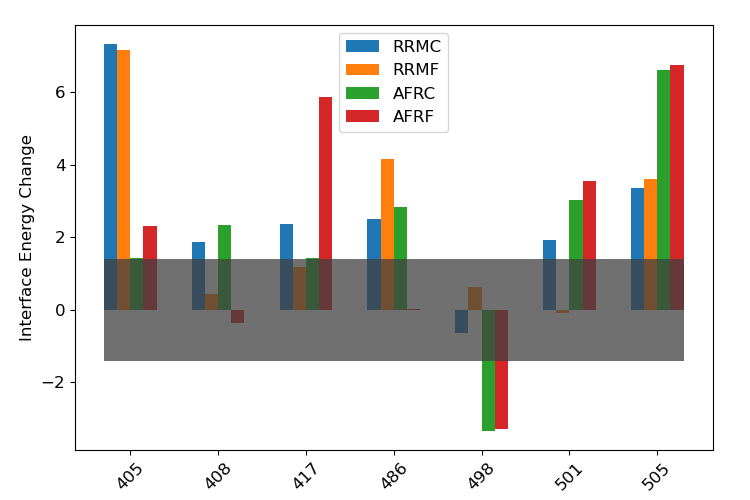 RRMC
RRMF
AFRC
AFRF
Interface Energy Change
6
4
2
0
−2
405
408
417
486
498
501
505